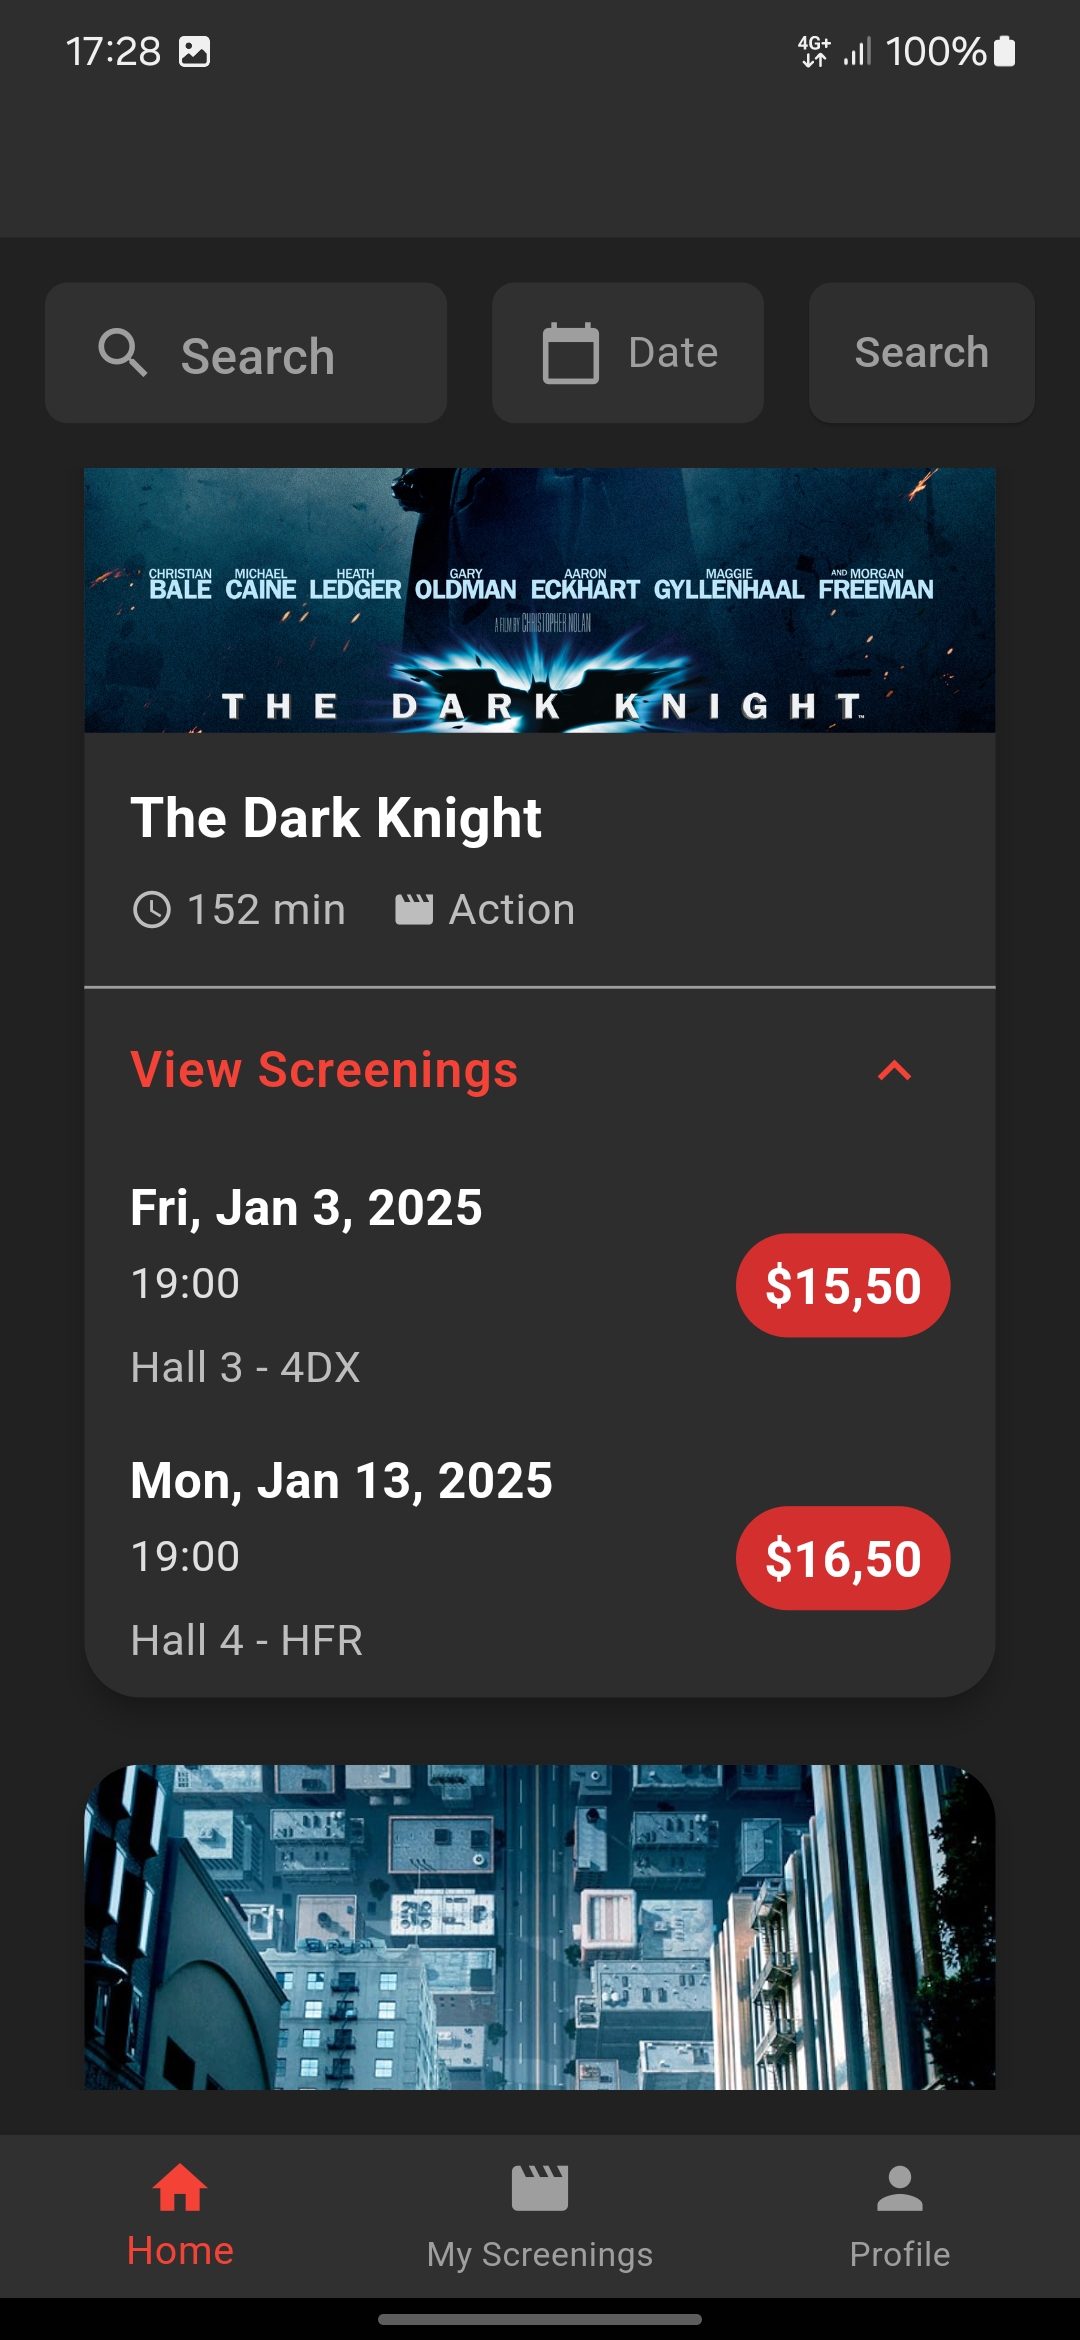 17:28 4G+ 100%
Search Date Search
CHRISTIAN BALE MICHAEL CAINE HEATH LEDGER GARY OLDMAN AARON ECKHART MAGGIE GYLLENHAAL AND MORGAN FREEMAN
A FILM BY CHRISTOPHER NOLAN
THE DARK KNIGHT™
The Dark Knight
152 min Action
View Screenings
Fri, Jan 3, 2025
19:00
$15,50
Hall 3 - 4DX
Mon, Jan 13, 2025
19:00
$16,50
Hall 4 - HFR
Home My Screenings Profile